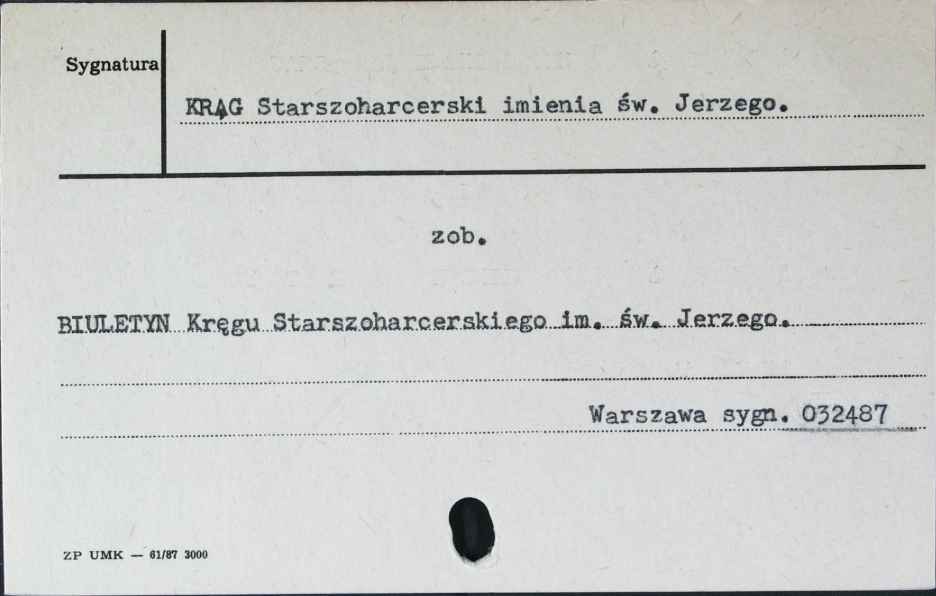 Sygnatura
KRĄG Starszoharcerski imienia św. Jerzego.
zob.
BIULETYN Kręgu Starszoharcerskiego im. św. Jerzego.
Warszawa sygn. 032487
ZP UMK — 61/87 3000